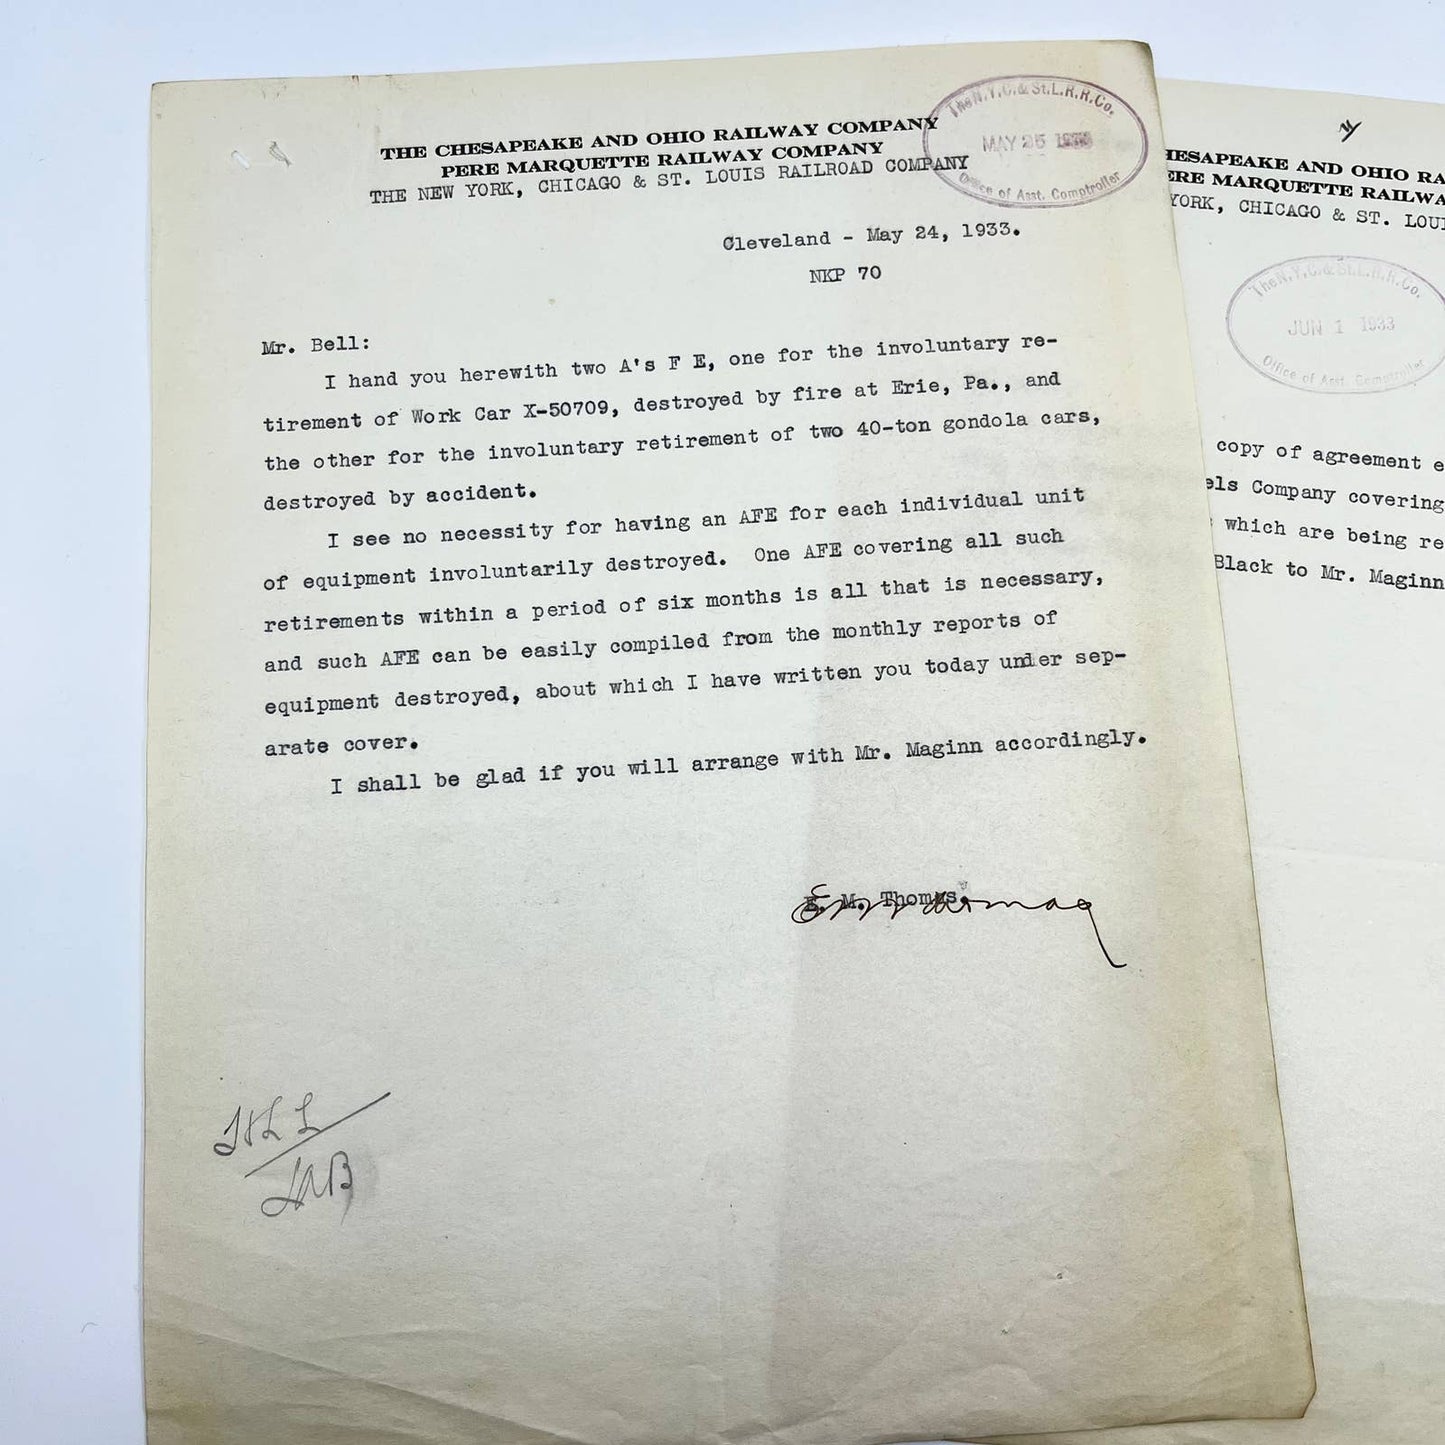 THE CHESAPEAKE AND OHIO RAILWAY COMPANY
PERE MARQUETTE RAILWAY COMPANY
THE NEW YORK, CHICAGO & ST. LOUIS RAILROAD COMPANY
The N.Y.C. & St. L. R. R. Co.
MAY 25 1933
Office of Asst. Comptroller
Cleveland - May 24, 1933.
NKP 70
Mr. Bell:
I hand you herewith two A's F E, one for the involuntary re-
tirement of Work Car X-50709, destroyed by fire at Erie, Pa., and
the other for the involuntary retirement of two 40-ton gondola cars,
destroyed by accident.
I see no necessity for having an AFE for each individual unit
of equipment involuntarily destroyed. One AFE covering all such
retirements within a period of six months is all that is necessary,
and such AFE can be easily compiled from the monthly reports of
equipment destroyed, about which I have written you today under sep-
arate cover.
I shall be glad if you will arrange with Mr. Maginn accordingly.
E. M. Thomas.
HESAPEAKE AND OHIO RA
ERE MARQUETTE RAILWA
YORK, CHICAGO & ST. LOUI
The N.Y.C. & St. L. R. R. Co.
JUN 1 1933
Office of Asst. Comptroller
copy of agreement e
els Company covering
which are being re
Black to Mr. Maginn